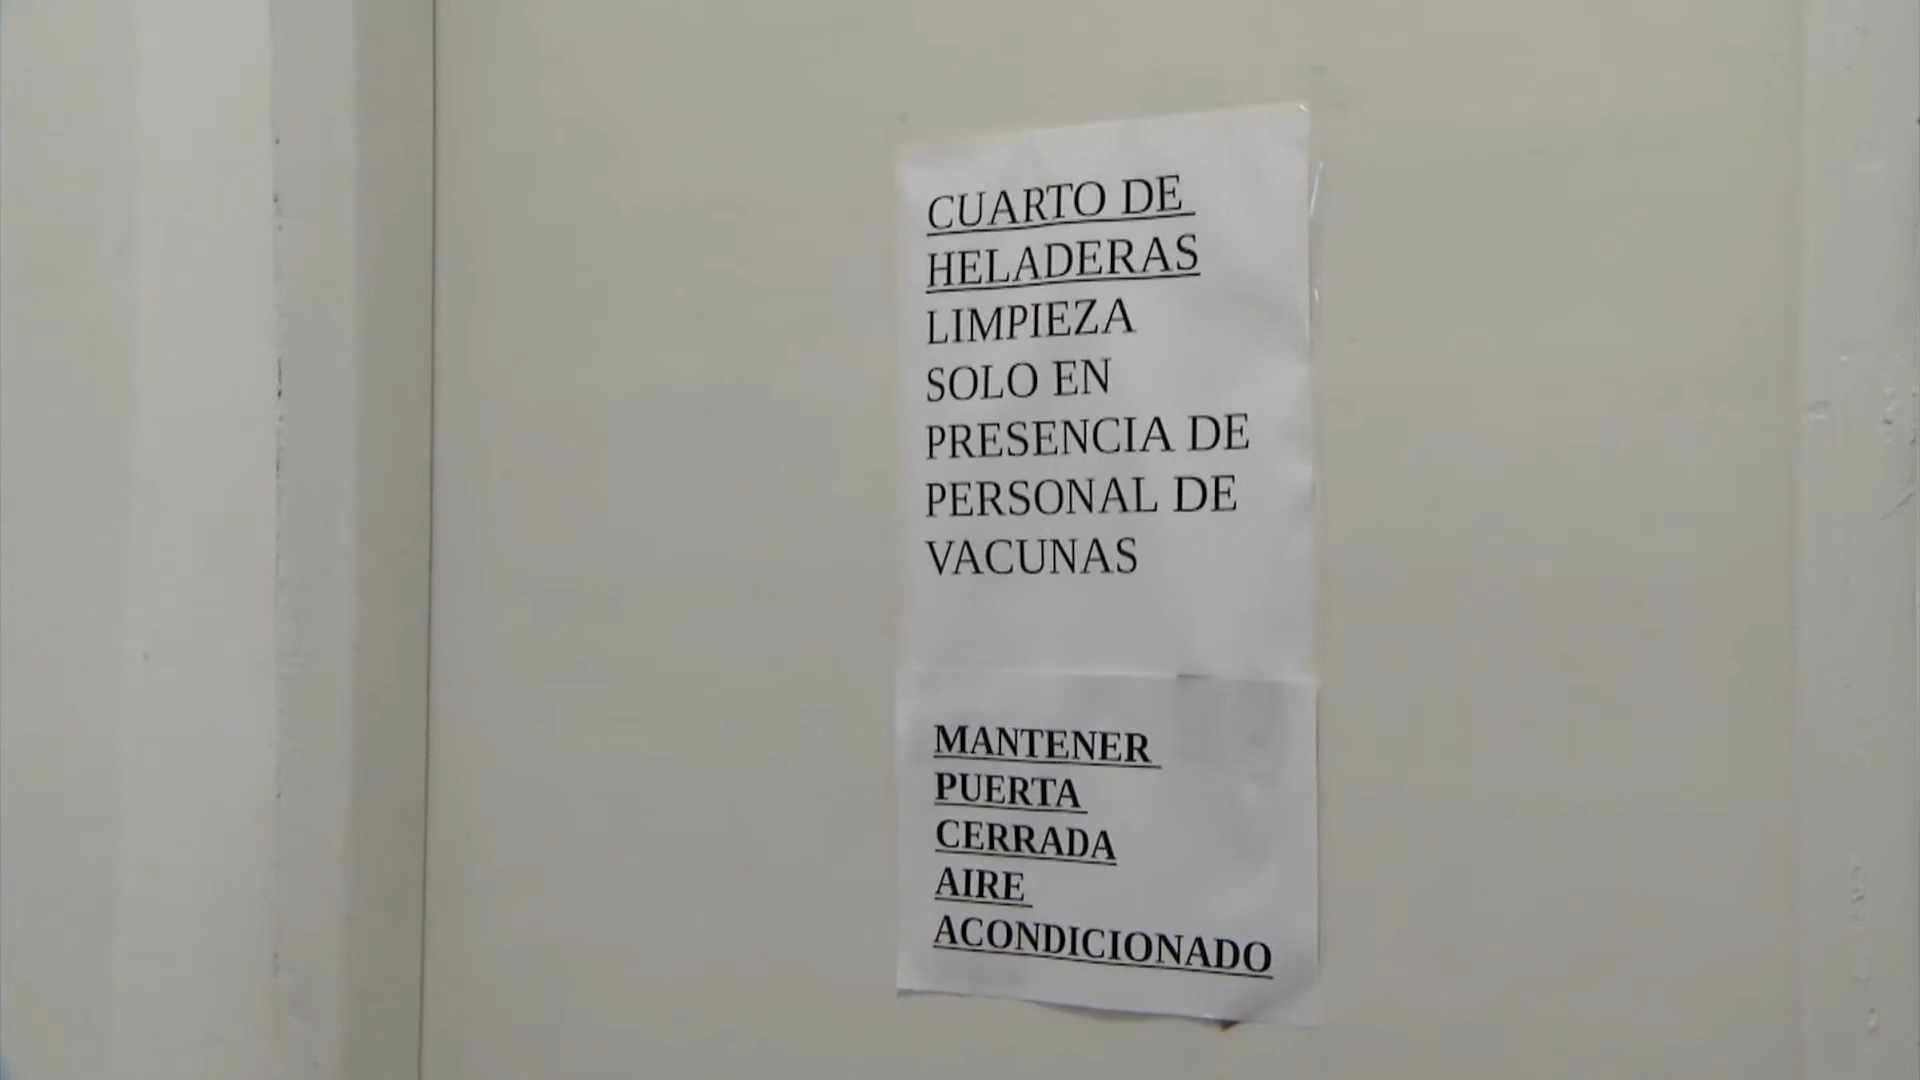 CUARTO DE
HELADERAS
LIMPIEZA
SOLO EN
PRESENCIA DE
PERSONAL DE
VACUNAS
MANTENER
PUERTA
CERRADA
AIRE
ACONDICIONADO